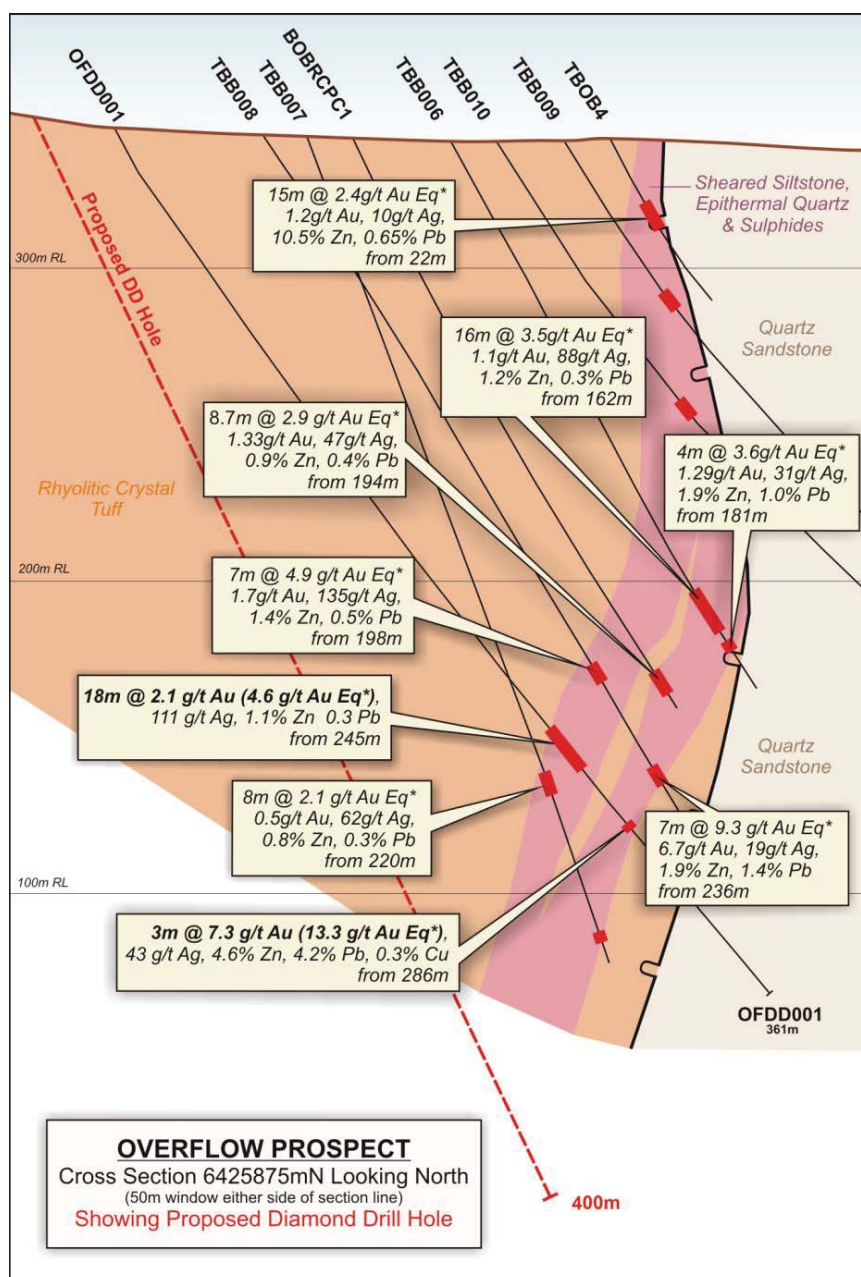 OFDD001
TBB008
TBB007
BOBRCPC1
TBB006
TBB010
TBB009
TBOB4
Proposed DD Hole
15m @ 2.4g/t Au Eq*
1.2g/t Au, 10g/t Ag,
10.5% Zn, 0.65% Pb
from 22m
Sheared Siltstone,
Epithermal Quartz
& Sulphides
300m RL
16m @ 3.5g/t Au Eq*
1.1g/t Au, 88g/t Ag,
1.2% Zn, 0.3% Pb
from 162m
Quartz
Sandstone
8.7m @ 2.9 g/t Au Eq*
1.33g/t Au, 47g/t Ag,
0.9% Zn, 0.4% Pb
from 194m
4m @ 3.6g/t Au Eq*
1.29g/t Au, 31g/t Ag,
1.9% Zn, 1.0% Pb
from 181m
Rhyolitic Crystal
Tuff
200m RL
7m @ 4.9 g/t Au Eq*
1.7g/t Au, 135g/t Ag,
1.4% Zn, 0.5% Pb
from 198m
18m @ 2.1 g/t Au (4.6 g/t Au Eq*),
111 g/t Ag, 1.1% Zn 0.3 Pb
from 245m
Quartz
Sandstone
8m @ 2.1 g/t Au Eq*
0.5g/t Au, 62g/t Ag,
0.8% Zn, 0.3% Pb
from 220m
7m @ 9.3 g/t Au Eq*
6.7g/t Au, 19g/t Ag,
1.9% Zn, 1.4% Pb
from 236m
100m RL
3m @ 7.3 g/t Au (13.3 g/t Au Eq*),
43 g/t Ag, 4.6% Zn, 4.2% Pb, 0.3% Cu
from 286m
OFDD001
361m
OVERFLOW PROSPECT
Cross Section 6425875mN Looking North
(50m window either side of section line)
Showing Proposed Diamond Drill Hole
400m